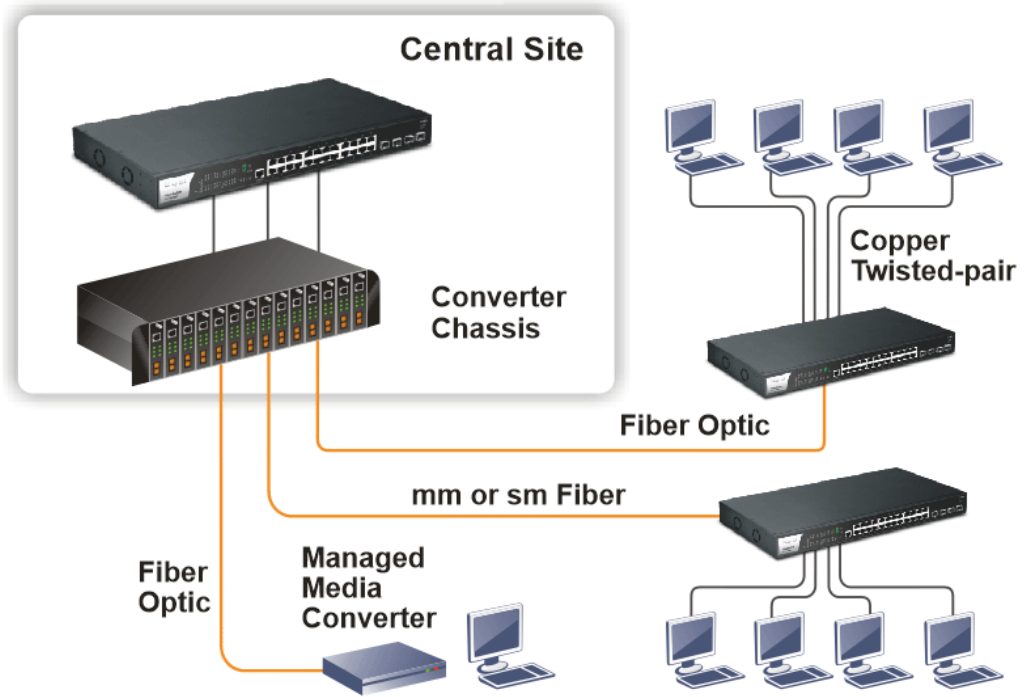 Central Site
Converter
Chassis
Copper
Twisted-pair
Fiber Optic
mm or sm Fiber
Fiber
Optic
Managed
Media
Converter